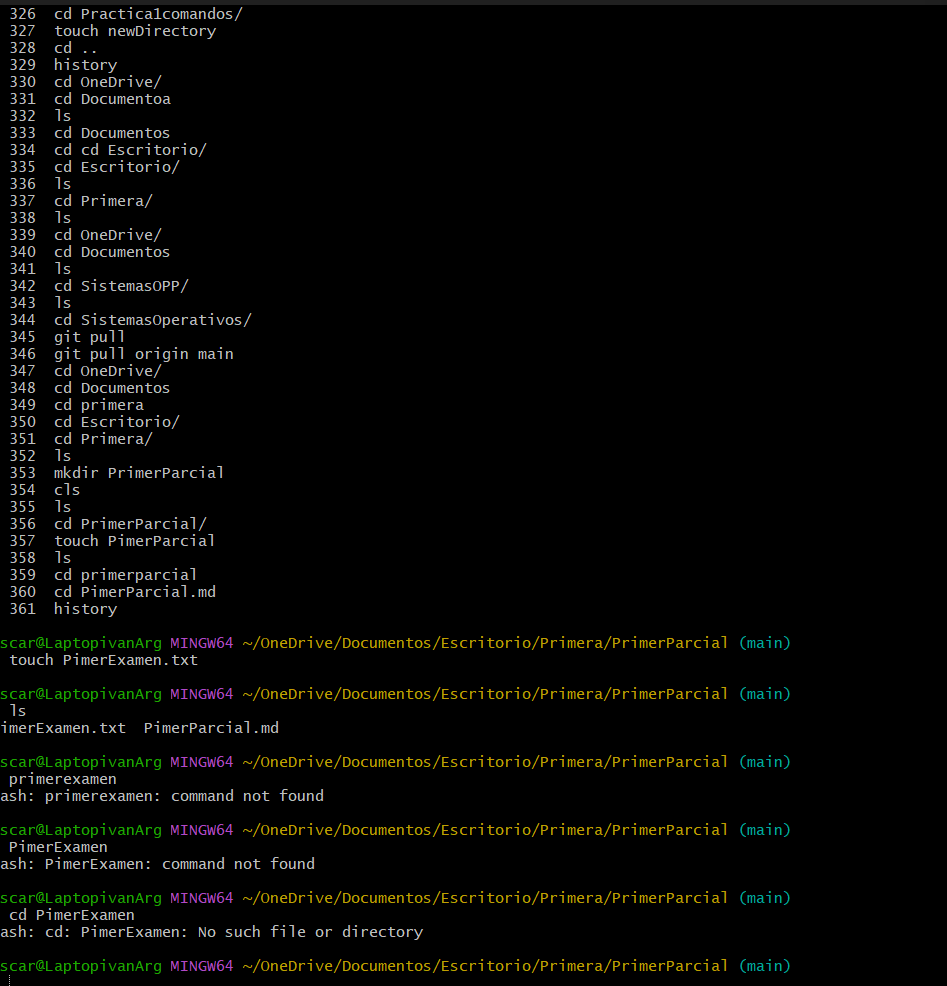 326  cd Practica1comandos/
327  touch newDirectory
328  cd ..
329  history
330  cd OneDrive/
331  cd Documentoa
332  ls
333  cd Documentos
334  cd cd Escritorio/
335  cd Escritorio/
336  ls
337  cd Primera/
338  ls
339  cd OneDrive/
340  cd Documentos
341  ls
342  cd SistemasOPP/
343  ls
344  cd SistemasOperativos/
345  git pull
346  git pull origin main
347  cd OneDrive/
348  cd Documentos
349  cd primera
350  cd Escritorio/
351  cd Primera/
352  ls
353  mkdir PrimerParcial
354  cls
355  ls
356  cd PrimerParcial/
357  touch PimerParcial
358  ls
359  cd primerparcial
360  cd PimerParcial.md
361  history
scar@LaptopivanArg MINGW64 ~/OneDrive/Documentos/Escritorio/Primera/PrimerParcial (main)
touch PimerExamen.txt
scar@LaptopivanArg MINGW64 ~/OneDrive/Documentos/Escritorio/Primera/PrimerParcial (main)
ls
imerExamen.txt  PimerParcial.md
scar@LaptopivanArg MINGW64 ~/OneDrive/Documentos/Escritorio/Primera/PrimerParcial (main)
primerexamen
ash: primerexamen: command not found
scar@LaptopivanArg MINGW64 ~/OneDrive/Documentos/Escritorio/Primera/PrimerParcial (main)
PimerExamen
ash: PimerExamen: command not found
scar@LaptopivanArg MINGW64 ~/OneDrive/Documentos/Escritorio/Primera/PrimerParcial (main)
cd PimerExamen
ash: cd: PimerExamen: No such file or directory
scar@LaptopivanArg MINGW64 ~/OneDrive/Documentos/Escritorio/Primera/PrimerParcial (main)